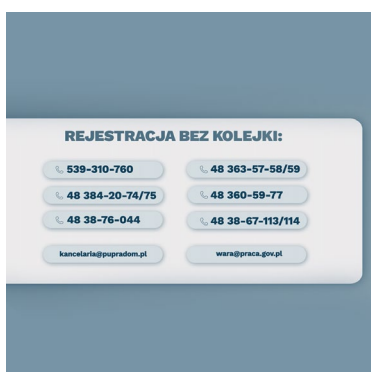 REJESTRACJA BEZ KOLEJKI:
539-310-760
48 363-57-58/59
48 384-20-74/75
48 360-59-77
48 38-76-044
48 38-67-113/114
kancelaria@pupradom.pl
wara@praca.gov.pl